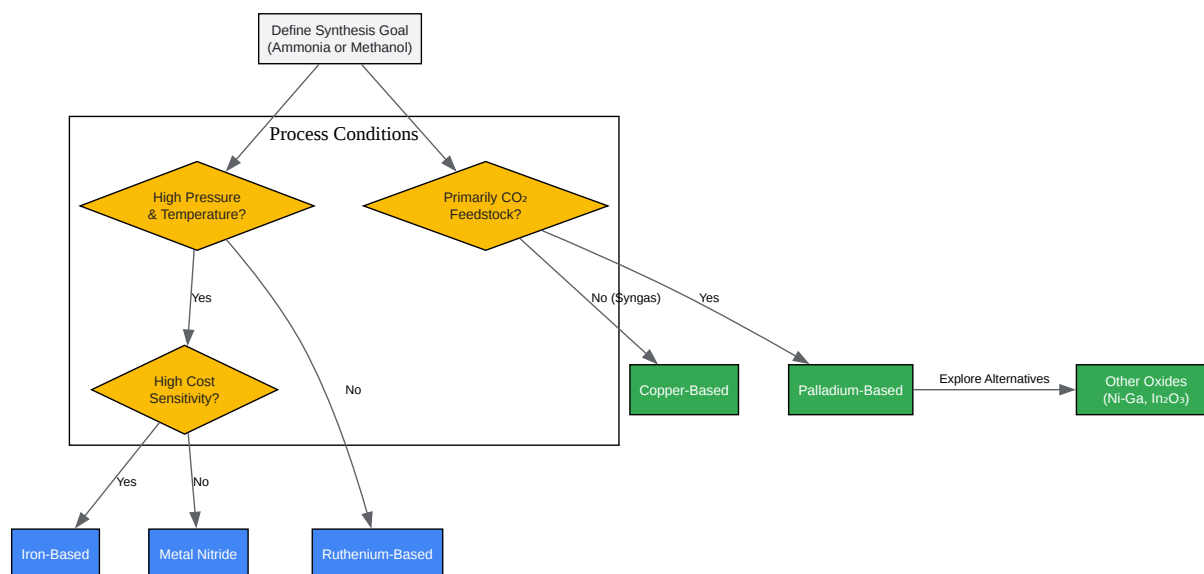 Define Synthesis Goal
(Ammonia or Methanol)
Process Conditions
High Pressure
& Temperature?
Primarily CO₂
Feedstock?
Yes
No (Syngas)
Yes
High Cost
Sensitivity?
No
Copper-Based
Palladium-Based
Explore Alternatives
Other Oxides
(Ni-Ga, In₂O₃)
Yes
No
Iron-Based
Metal Nitride
Ruthenium-Based